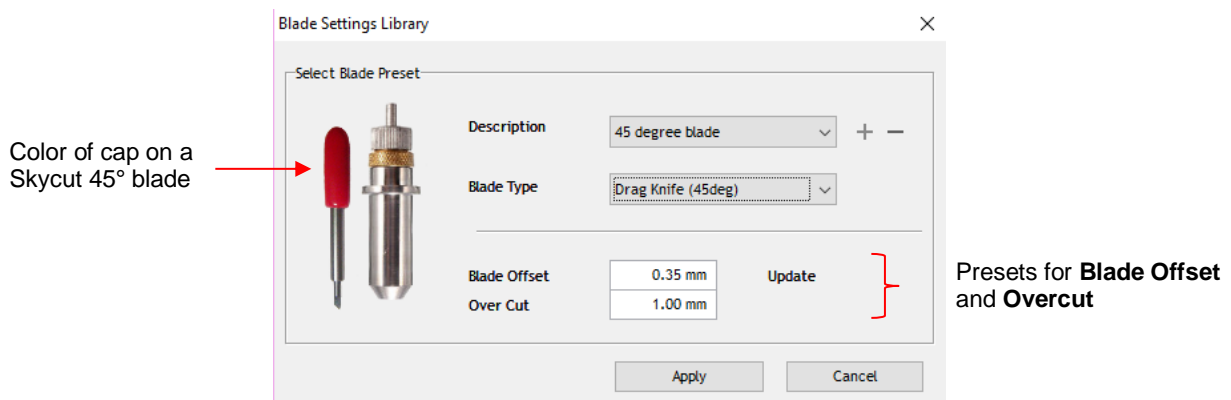 Blade Settings Library
Select Blade Preset
Color of cap on a
Skycut 45° blade
Description
45 degree blade
Blade Type
Drag Knife (45deg)
Blade Offset
0.35 mm
Update
Over Cut
1.00 mm
Presets for Blade Offset
and Overcut
Apply
Cancel